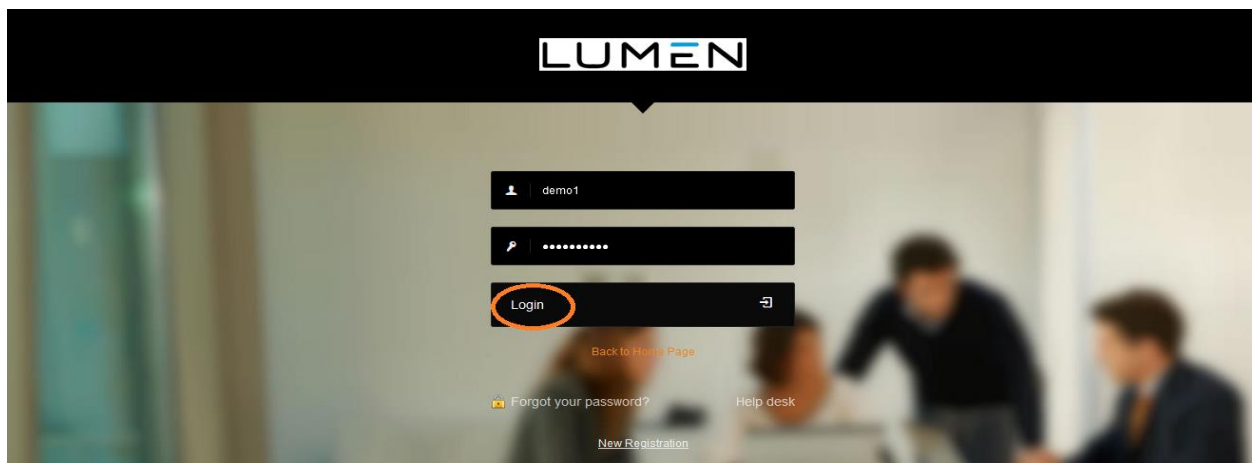 LUMEN
demo1
••••••••••
Login
Back to Home Page
Forgot your password? Help desk
New Registration